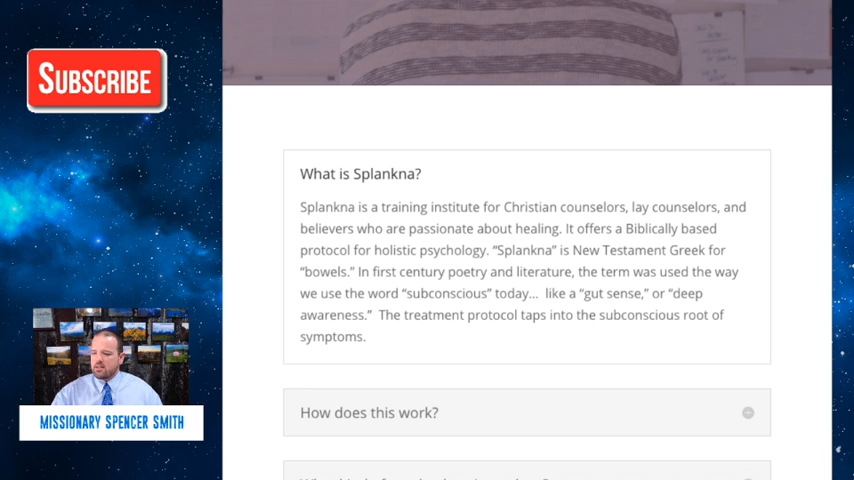 SUBSCRIBE
What is Splankna?
Splankna is a training institute for Christian counselors, lay counselors, and
believers who are passionate about healing. It offers a Biblically based
protocol for holistic psychology. “Splankna” is New Testament Greek for
“bowels.” In first century poetry and literature, the term was used the way
we use the word “subconscious” today...  like a “gut sense,” or “deep
awareness.”  The treatment protocol taps into the subconscious root of
symptoms.
How does this work?
MISSIONARY SPENCER SMITH